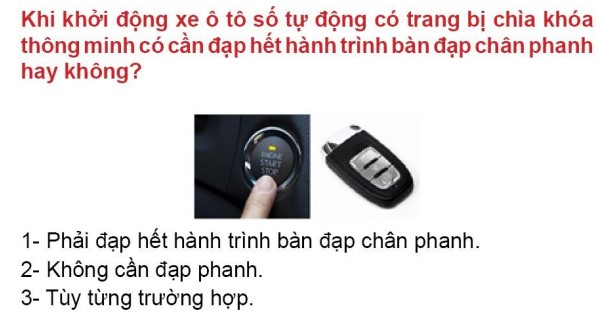 Khi khởi động xe ô tô số tự động có trang bị chìa khóa
thông minh có cần đạp hết hành trình bàn đạp chân phanh
hay không?
ENGINE
START
STOP
1- Phải đạp hết hành trình bàn đạp chân phanh.
2- Không cần đạp phanh.
3- Tùy từng trường hợp.